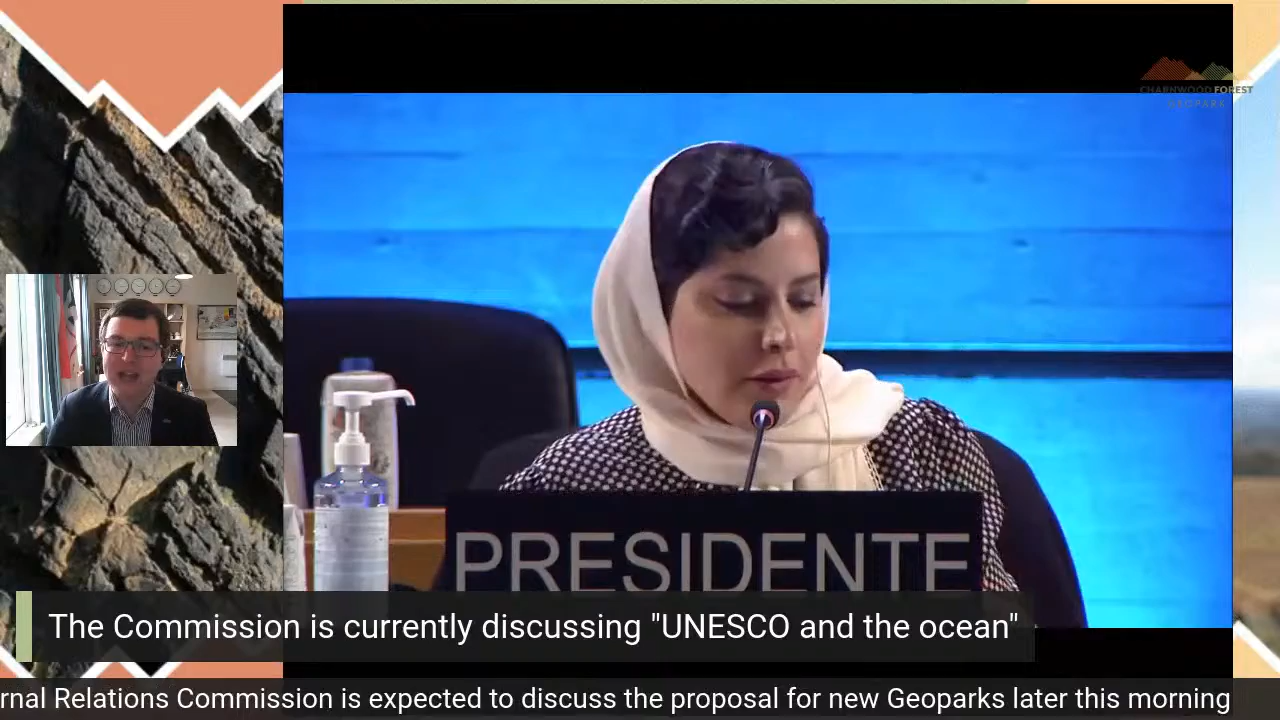 CHARNWOOD FOREST
GEOPARK
PRESIDENTE
The Commission is currently discussing "UNESCO and the ocean"
rnal Relations Commission is expected to discuss the proposal for new Geoparks later this morning